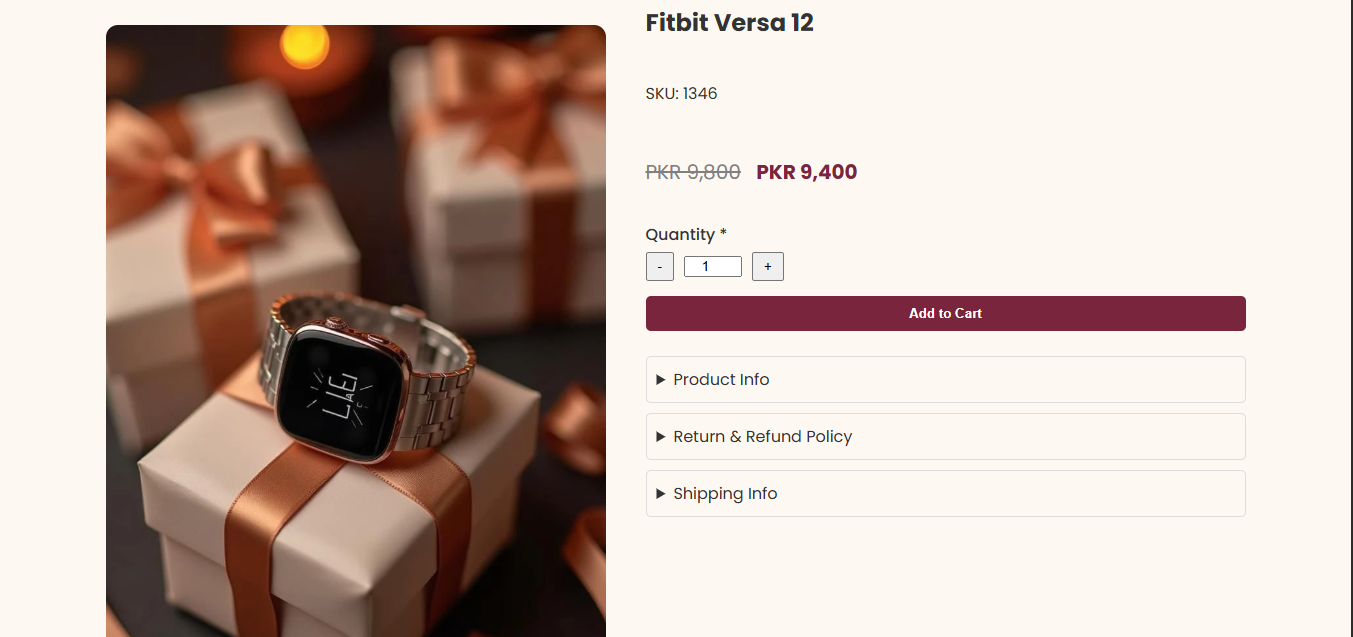 Fitbit Versa 12
SKU: 1346
PKR 9,800 PKR 9,400
Quantity *
- 1 +
Add to Cart
Product Info
Return & Refund Policy
Shipping Info